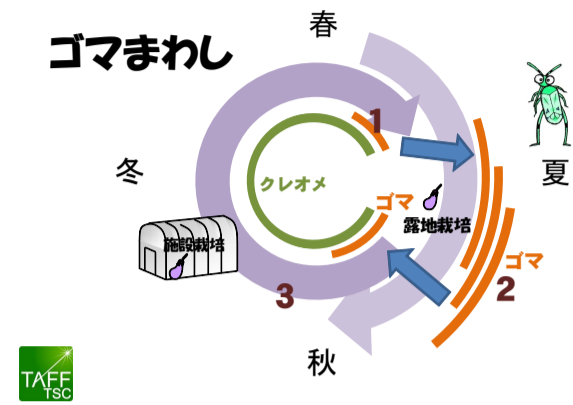 ゴマまわし
春
1
冬
クレオメ
夏
ゴマ
露地栽培
施設栽培
ゴマ
3
2
秋
TAFF
TSC